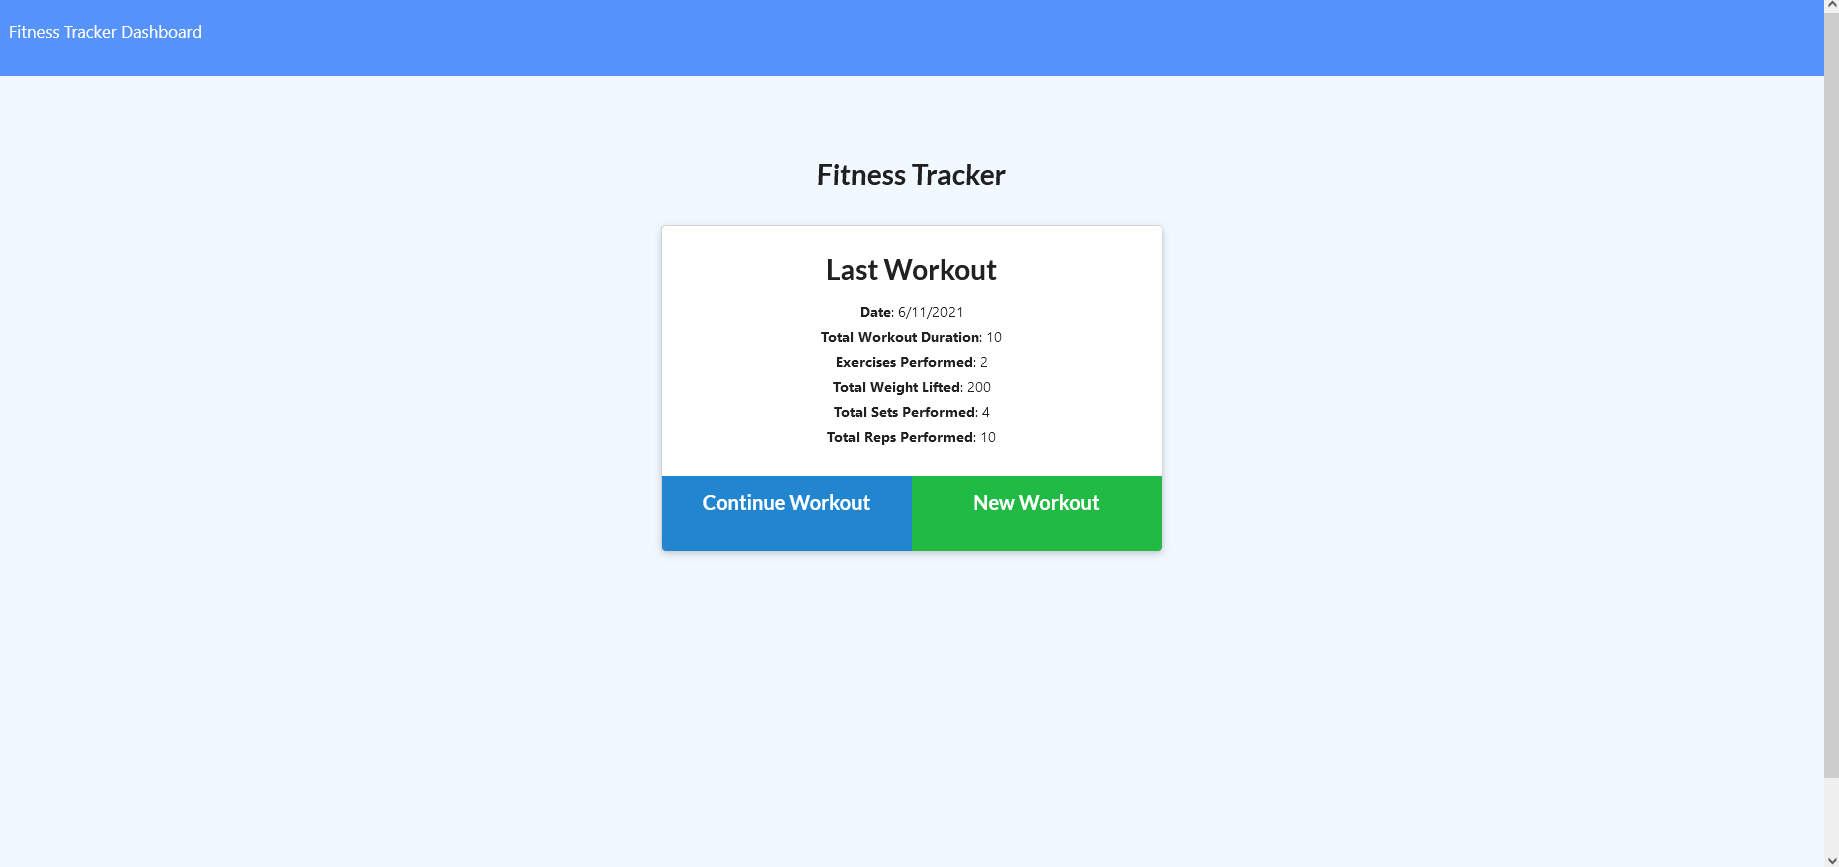 Fitness Tracker Dashboard
Fitness Tracker
Last Workout
Date: 6/11/2021
Total Workout Duration: 10
Exercises Performed: 2
Total Weight Lifted: 200
Total Sets Performed: 4
Total Reps Performed: 10
Continue Workout New Workout